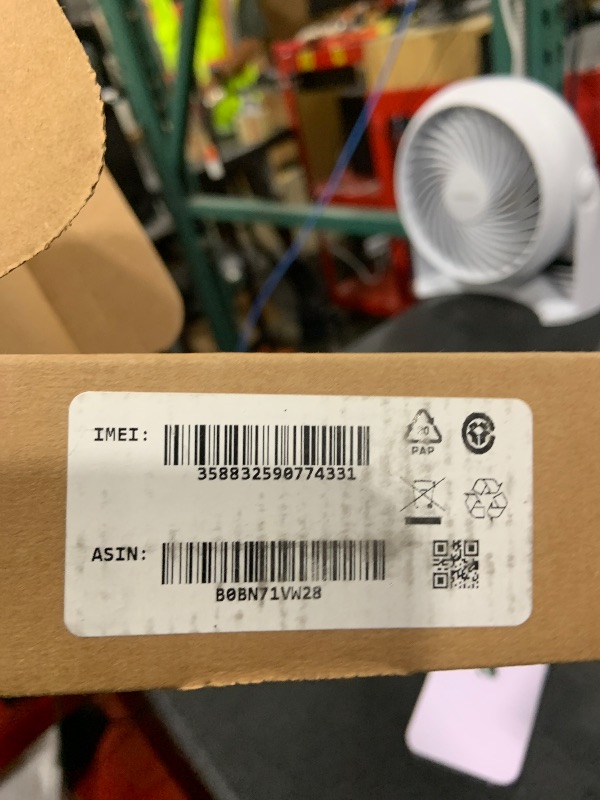 IMEI:
358832590774331
20
PAP
ASIN:
B0BN71VW28